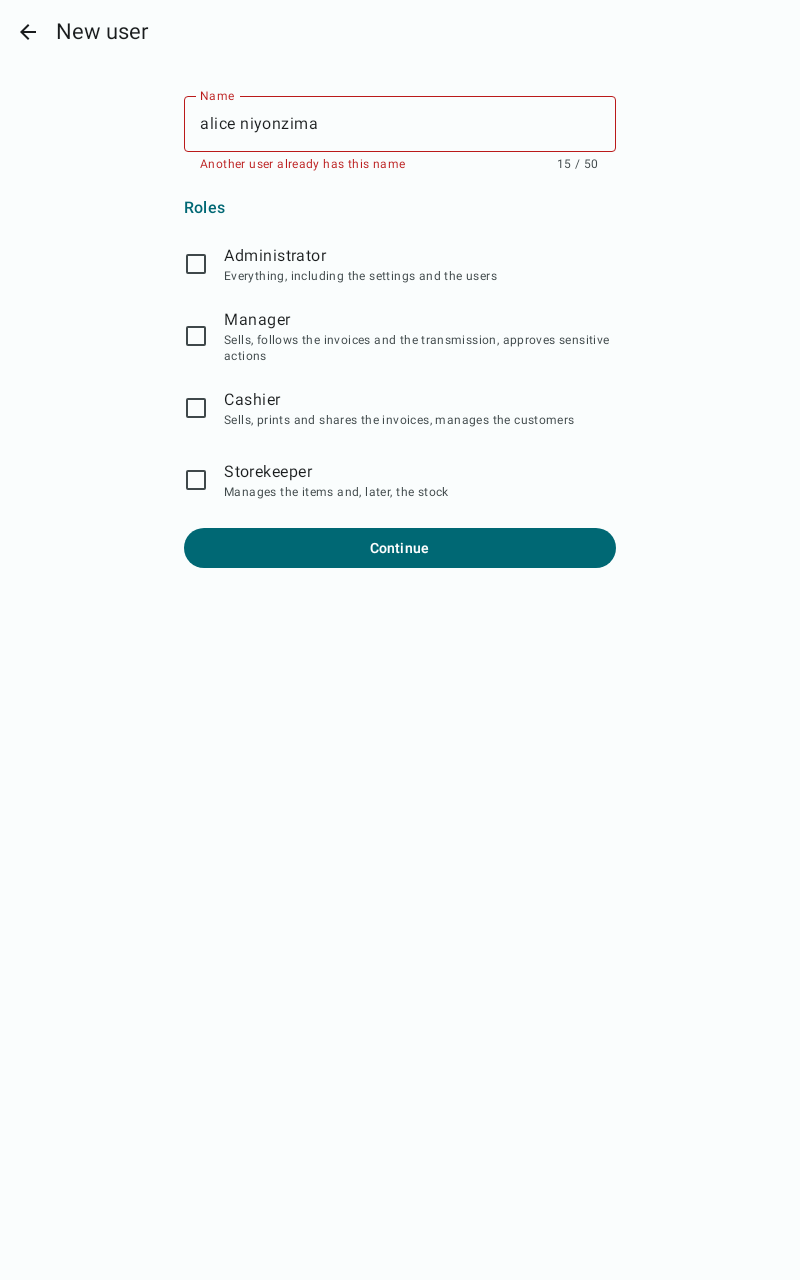 New user
Name
alice niyonzima
Another user already has this name
15 / 50
Roles
Administrator
Everything, including the settings and the users
Manager
Sells, follows the invoices and the transmission, approves sensitive
actions
Cashier
Sells, prints and shares the invoices, manages the customers
Storekeeper
Manages the items and, later, the stock
Continue